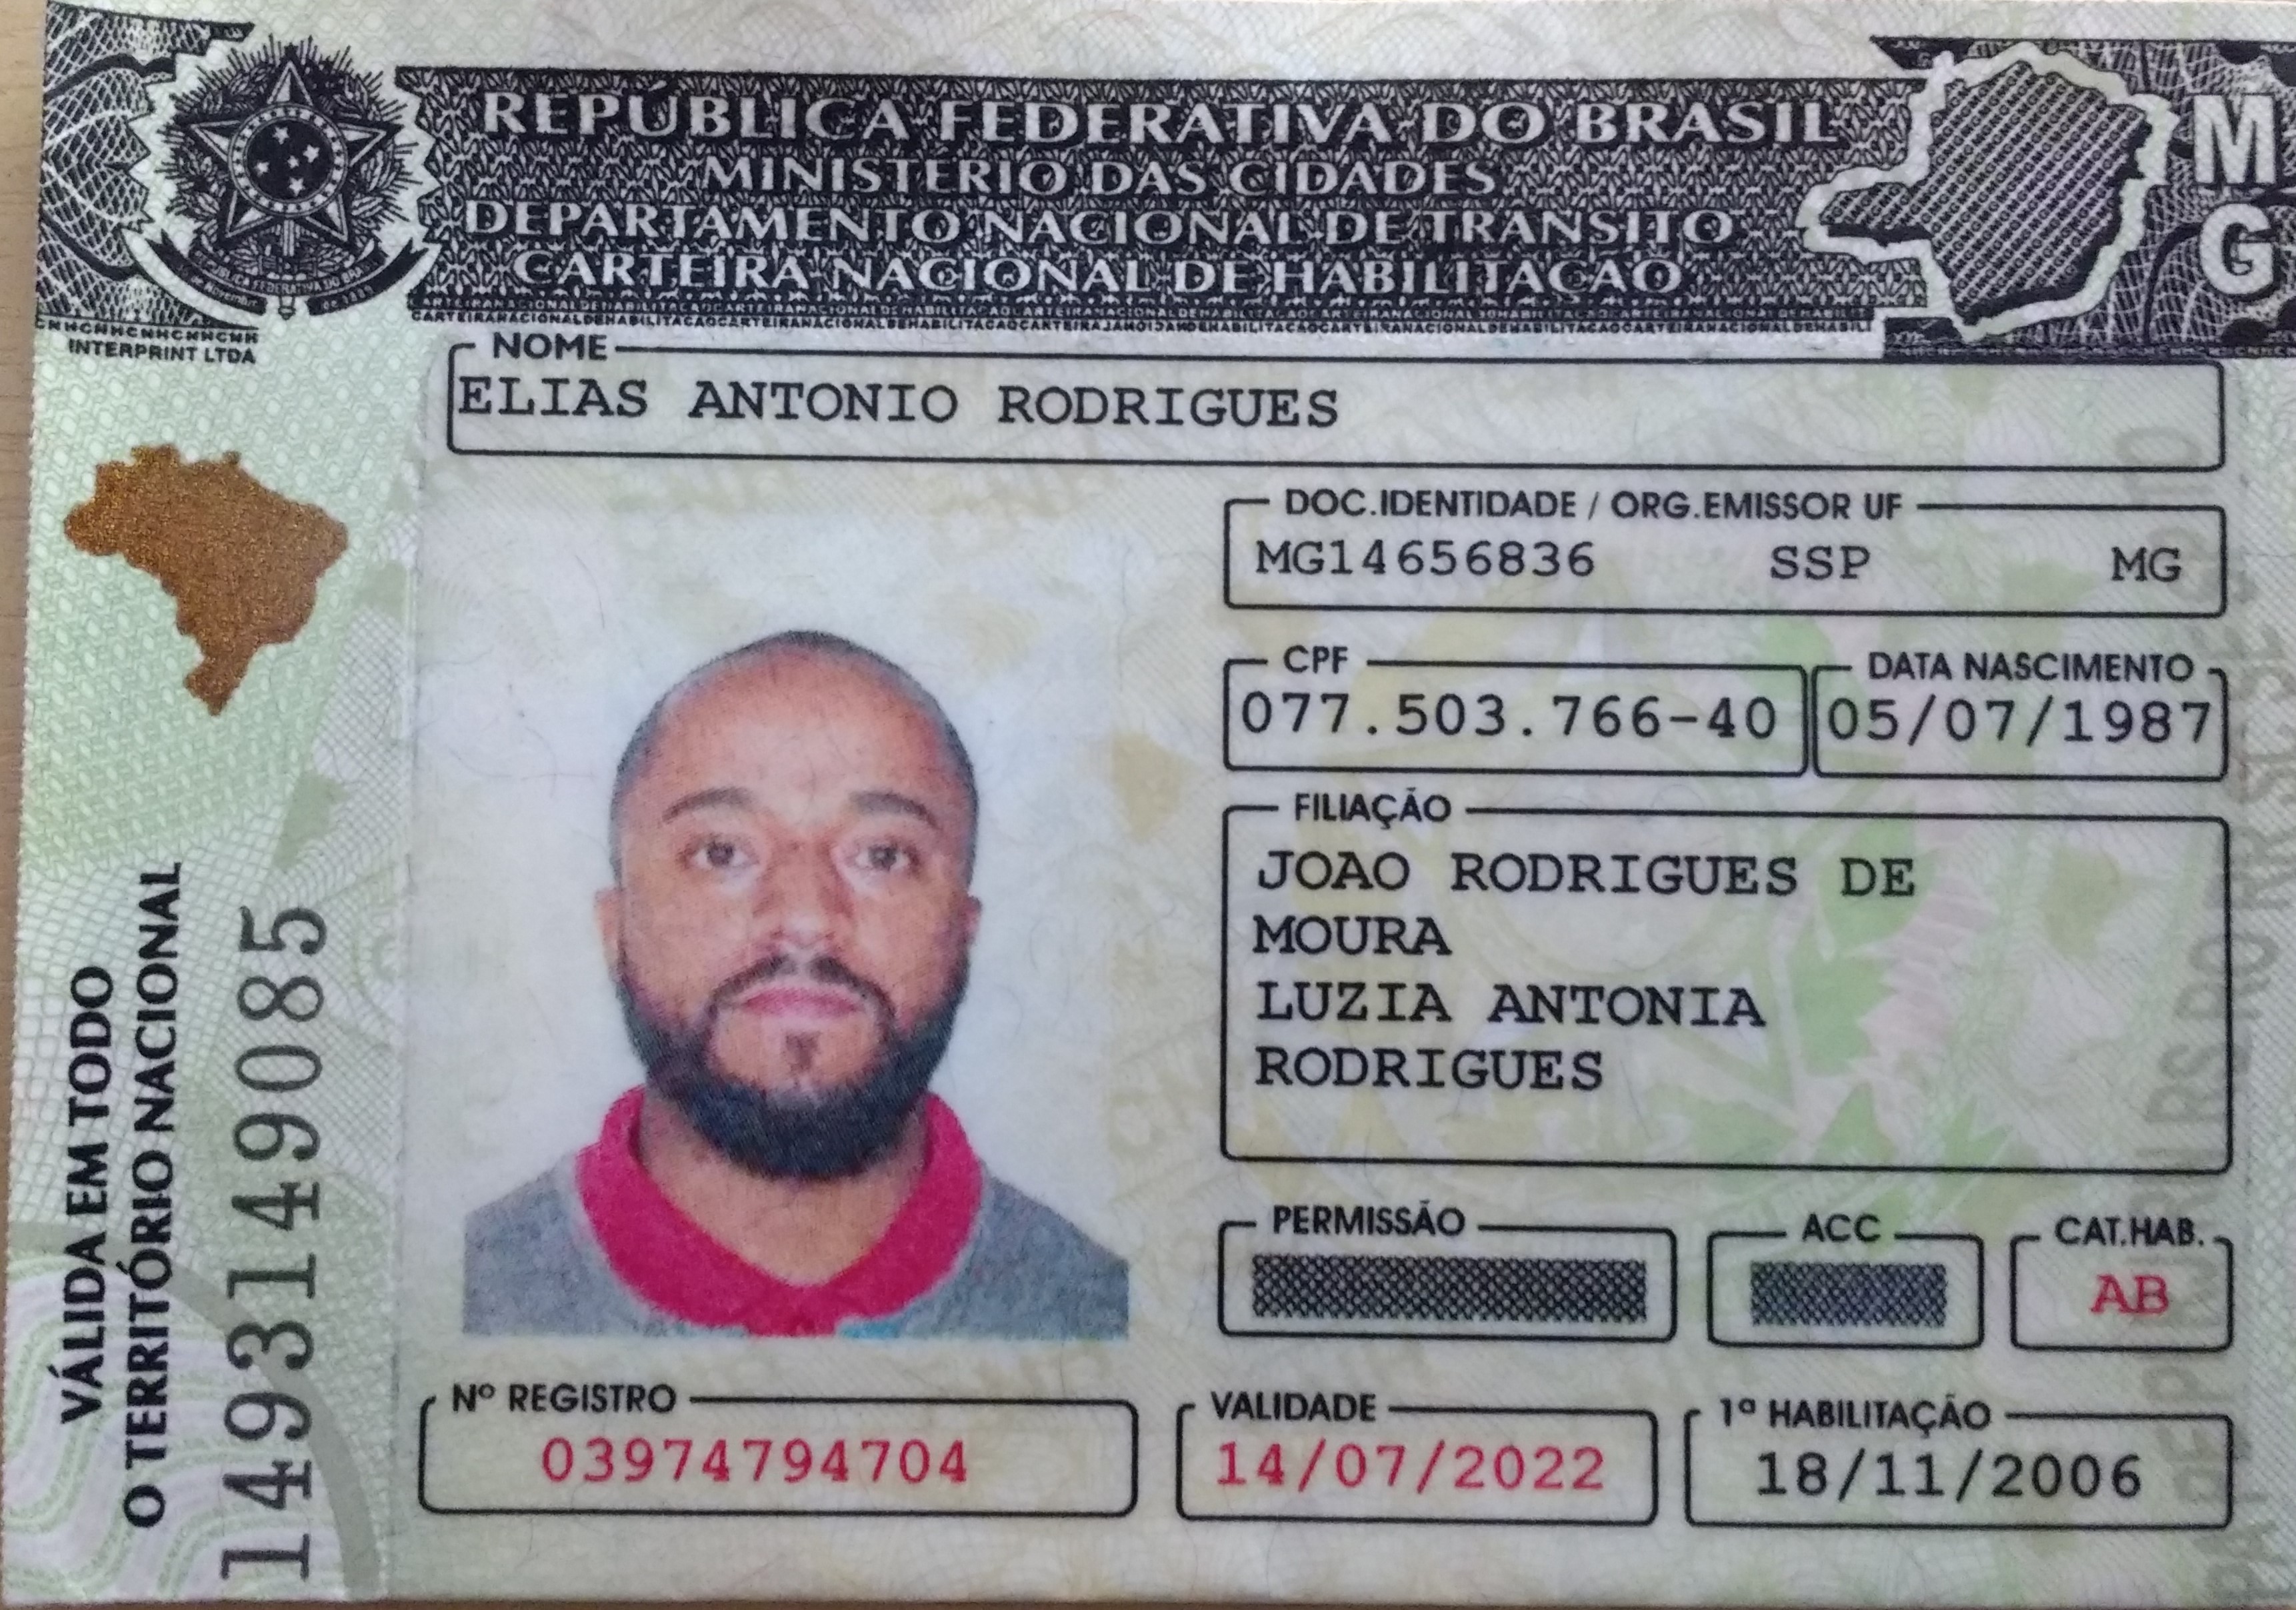 REPÚBLICA FEDERATIVA DO BRASIL
MINISTÉRIO DAS CIDADES
DEPARTAMENTO NACIONAL DE TRÂNSITO
CARTEIRA NACIONAL DE HABILITAÇÃO
M
G
INTERPRINT LTDA
NOME
ELIAS ANTONIO RODRIGUES
DOC.IDENTIDADE / ORG.EMISSOR UF
MG14656836 SSP MG
CPF
077.503.766-40
DATA NASCIMENTO
05/07/1987
FILIAÇÃO
JOAO RODRIGUES DE
MOURA
LUZIA ANTONIA
RODRIGUES
PERMISSÃO
ACC
CAT.HAB.
AB
Nº REGISTRO
03974794704
VALIDADE
14/07/2022
1ª HABILITAÇÃO
18/11/2006
VÁLIDA EM TODO
O TERRITÓRIO NACIONAL
1493149085